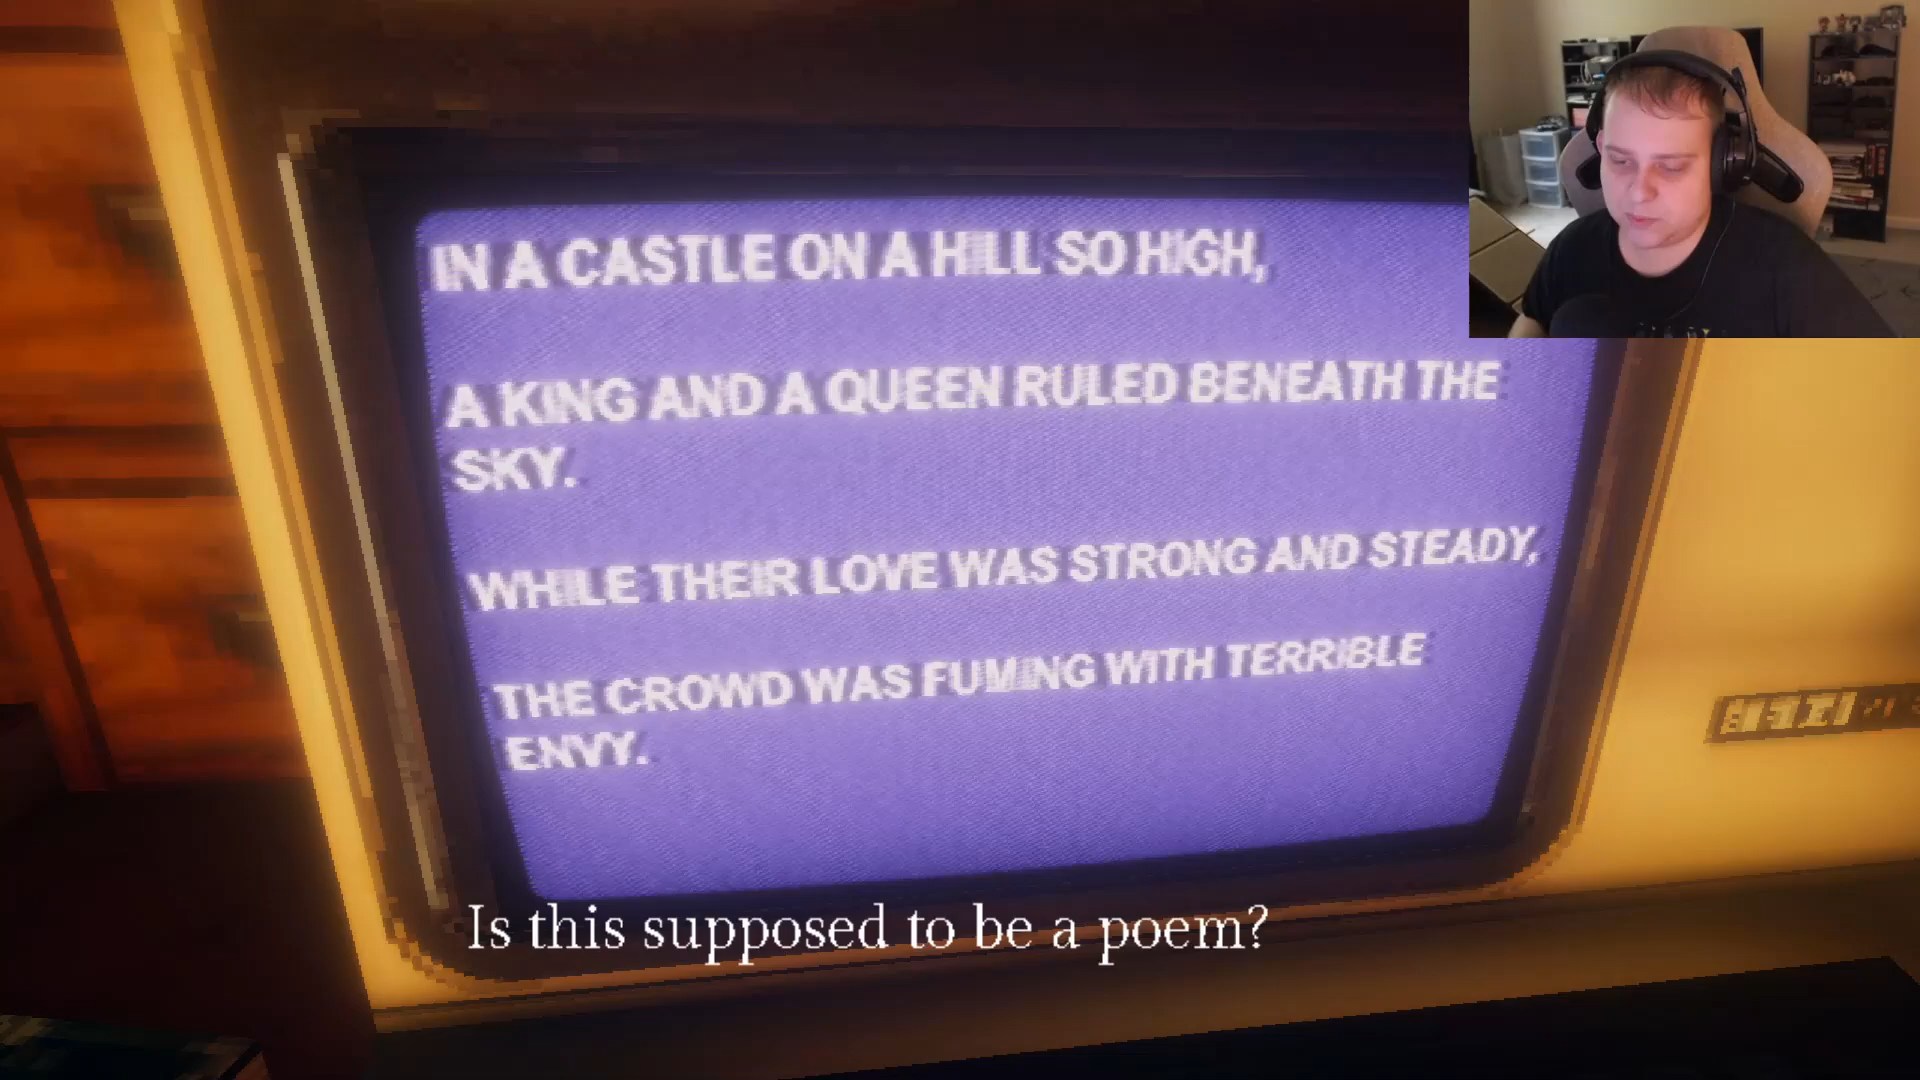 IN A CASTLE ON A HILL SO HIGH,
A KING AND A QUEEN RULED BENEATH THE
SKY.
WHILE THEIR LOVE WAS STRONG AND STEADY,
THE CROWD WAS FUMING WITH TERRIBLE
ENVY.
Is this supposed to be a poem?